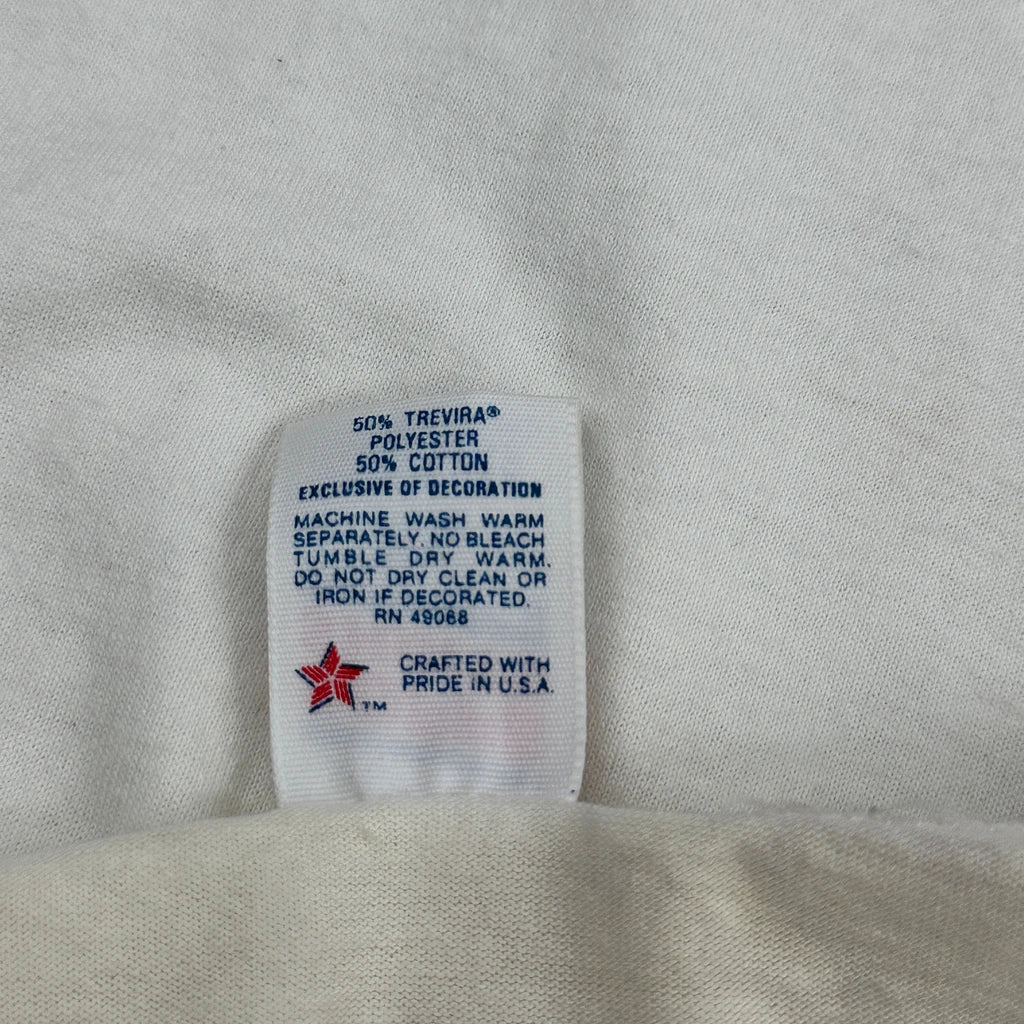 50% TREVIRA®
POLYESTER
50% COTTON
EXCLUSIVE OF DECORATION
MACHINE WASH WARM
SEPARATELY. NO BLEACH
TUMBLE DRY WARM.
DO NOT DRY CLEAN OR
IRON IF DECORATED.
RN 49068
CRAFTED WITH
PRIDE IN U.S.A.
TM